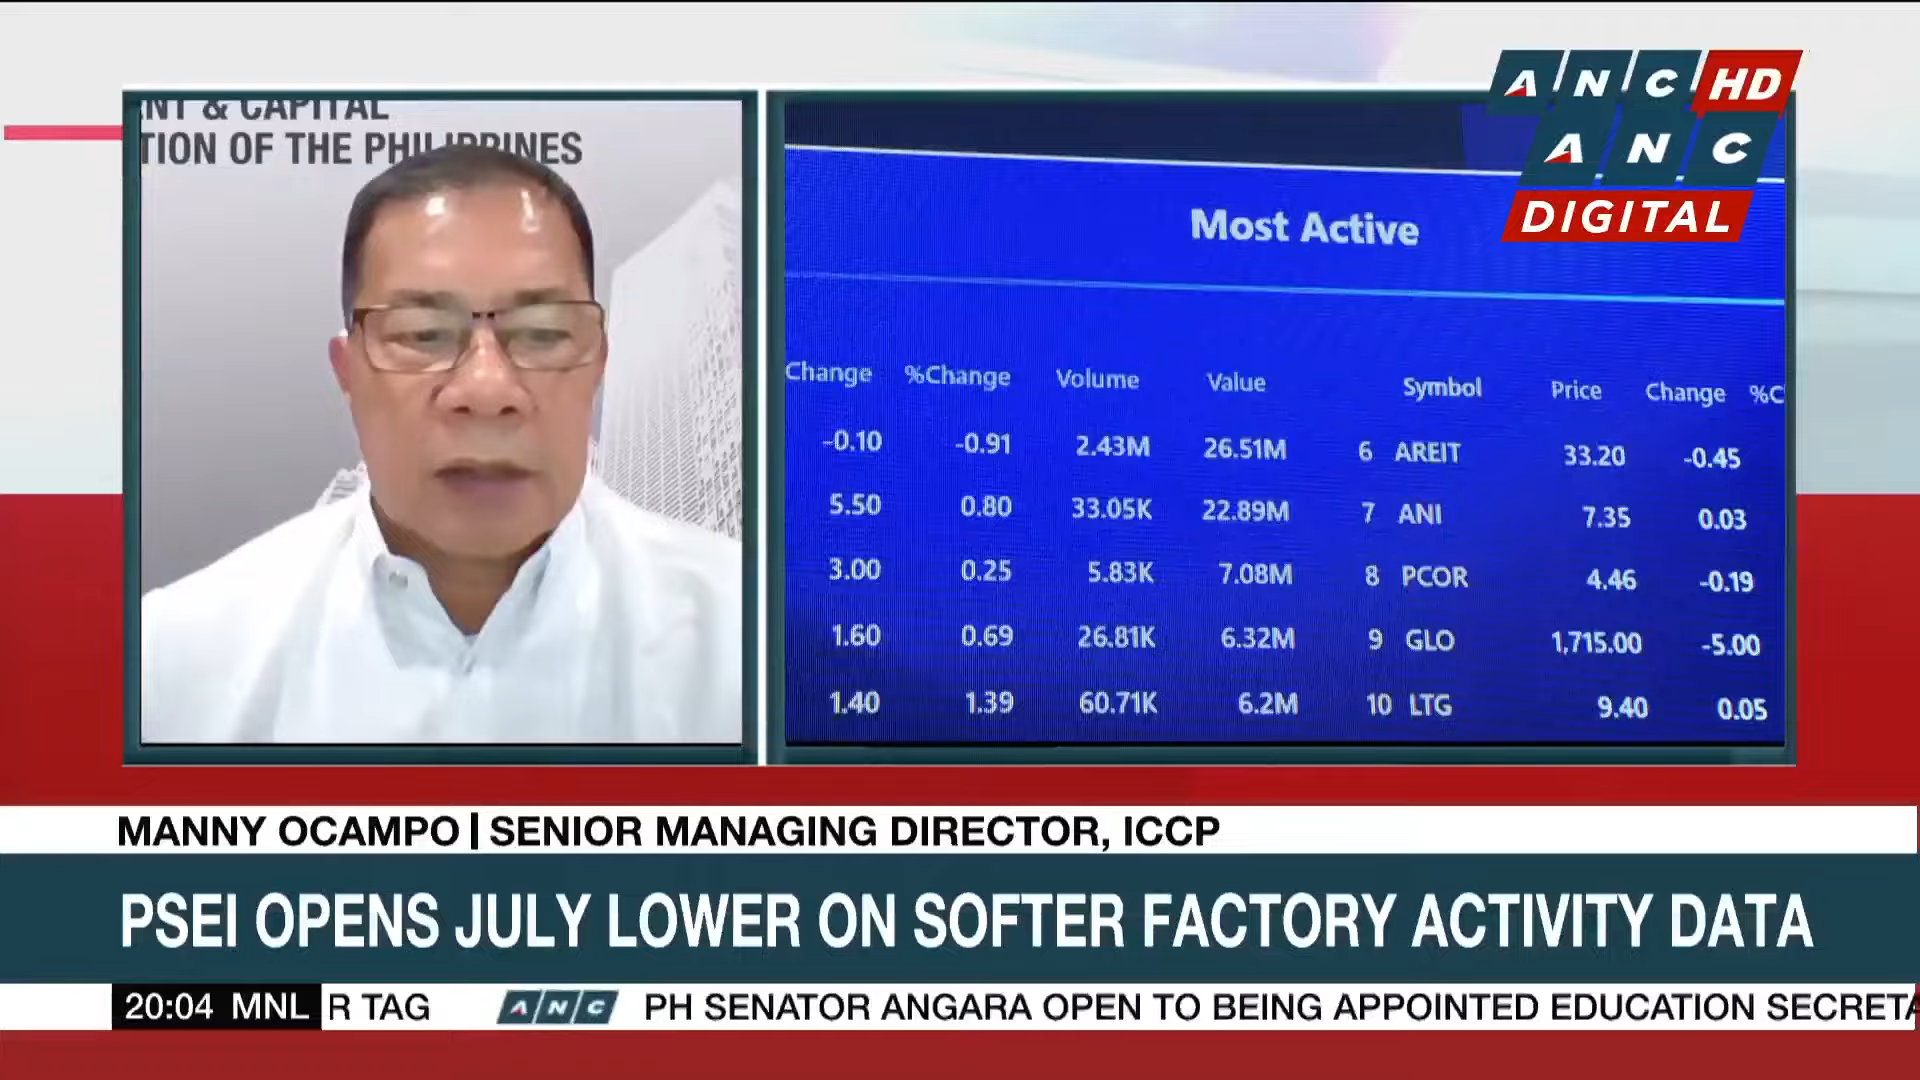 ANC HD
ANC
DIGITAL
NT & CAPITAL
TION OF THE PHILIPPINES
Most Active
Change %Change Volume Value Symbol Price Change %C
-0.10 -0.91 2.43M 26.51M 6 AREIT 33.20 -0.45
5.50 0.80 33.05K 22.89M 7 ANI 7.35 0.03
3.00 0.25 5.83K 7.08M 8 PCOR 4.46 -0.19
1.60 0.69 26.81K 6.32M 9 GLO 1,715.00 -5.00
1.40 1.39 60.71K 6.2M 10 LTG 9.40 0.05
MANNY OCAMPO | SENIOR MANAGING DIRECTOR, ICCP
PSEI OPENS JULY LOWER ON SOFTER FACTORY ACTIVITY DATA
20:04 MNL R TAG ANC PH SENATOR ANGARA OPEN TO BEING APPOINTED EDUCATION SECRETA